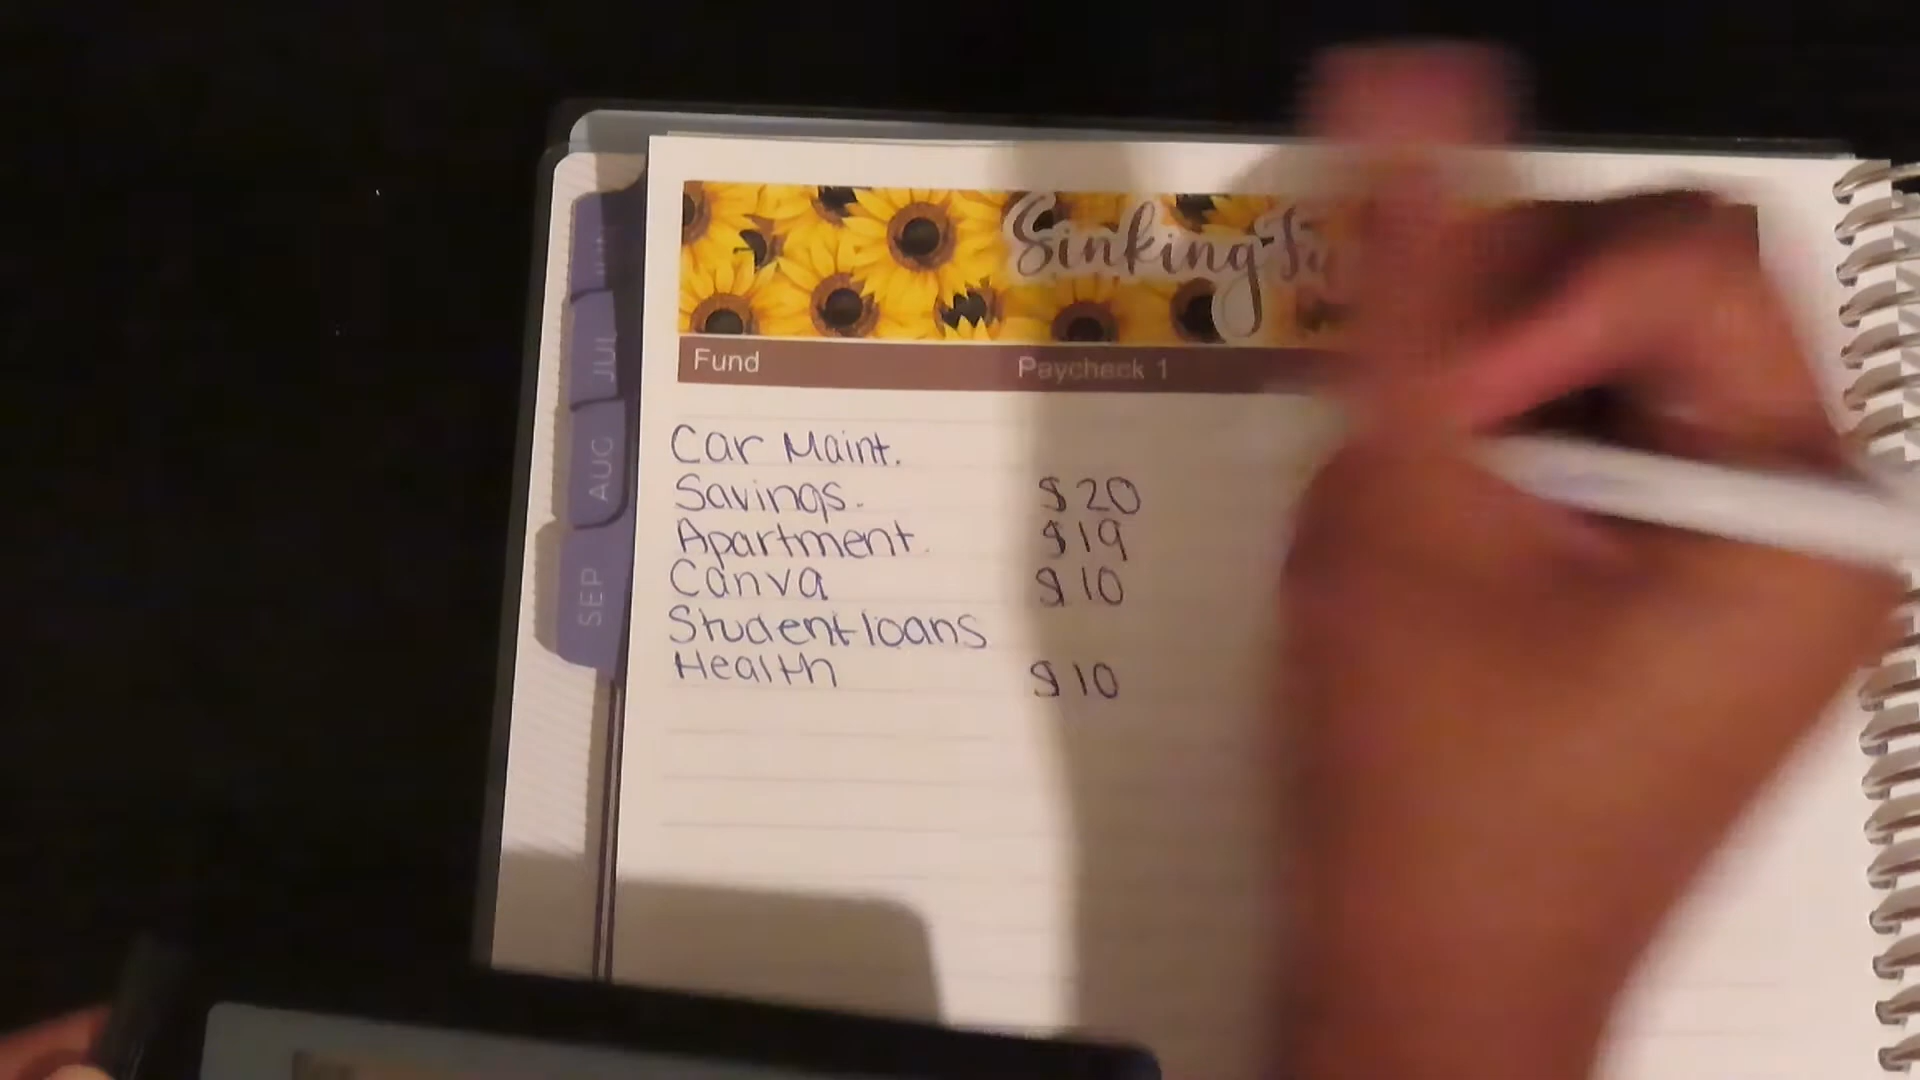 Sinking
Fund Paycheck 1
Car Maint.
Savings. $20
Apartment. $19
Canva $10
Student loans
Health $10
JUL
AUG
SEP